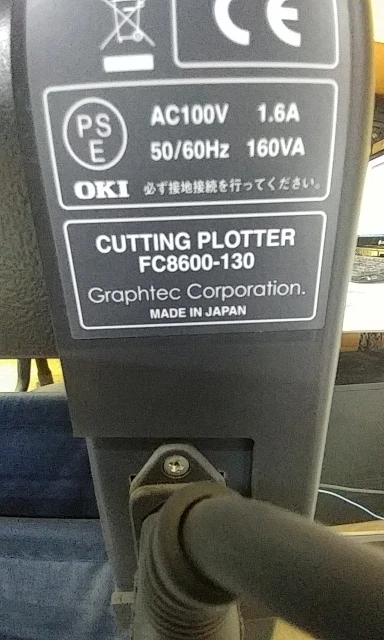 CE
PS
E
AC100V 1.6A
50/60Hz 160VA
OKI 必ず接地接続を行ってください。
CUTTING PLOTTER
FC8600-130
Graphtec Corporation.
MADE IN JAPAN